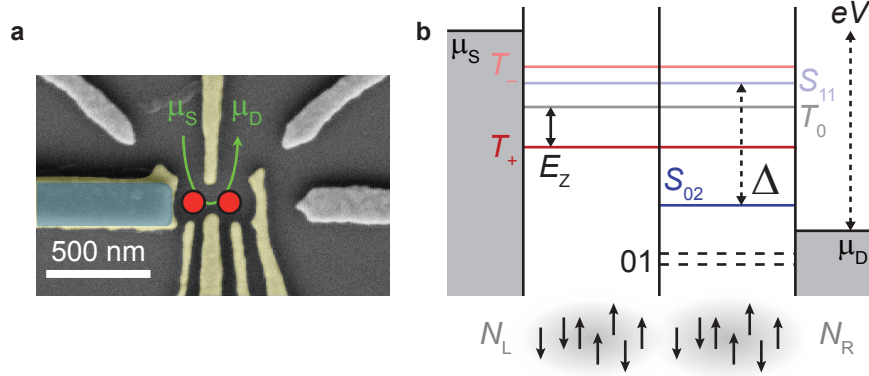 a
μS
μD
500 nm
b
eV
μS
T−
S11
T0
T+
EZ
S02
Δ
01
μD
NL
NR